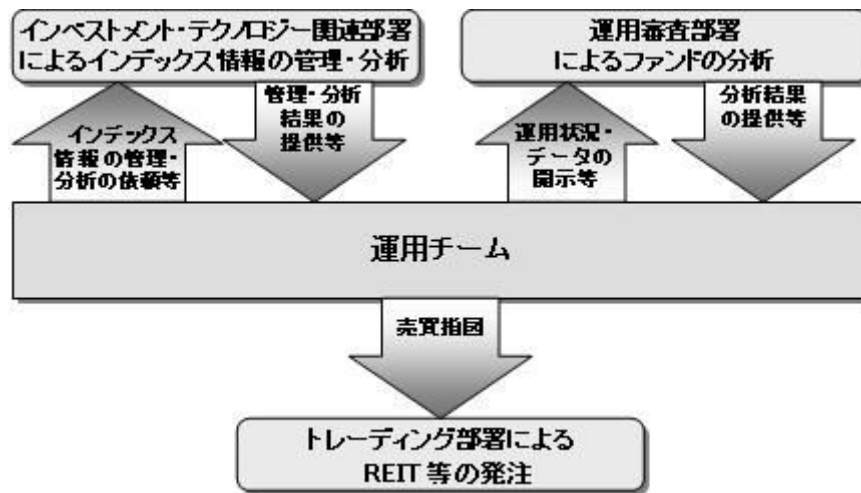 インベストメント・テクノロジー関連部署
によるインデックス情報の管理・分析
運用審査部署
によるファンドの分析
インデックス
情報の管理・
分析の依頼等
管理・分析
結果の
提供等
運用状況・
データの
開示等
分析結果
の提供等
運用チーム
売買指図
トレーディング部署による
REIT 等の発注